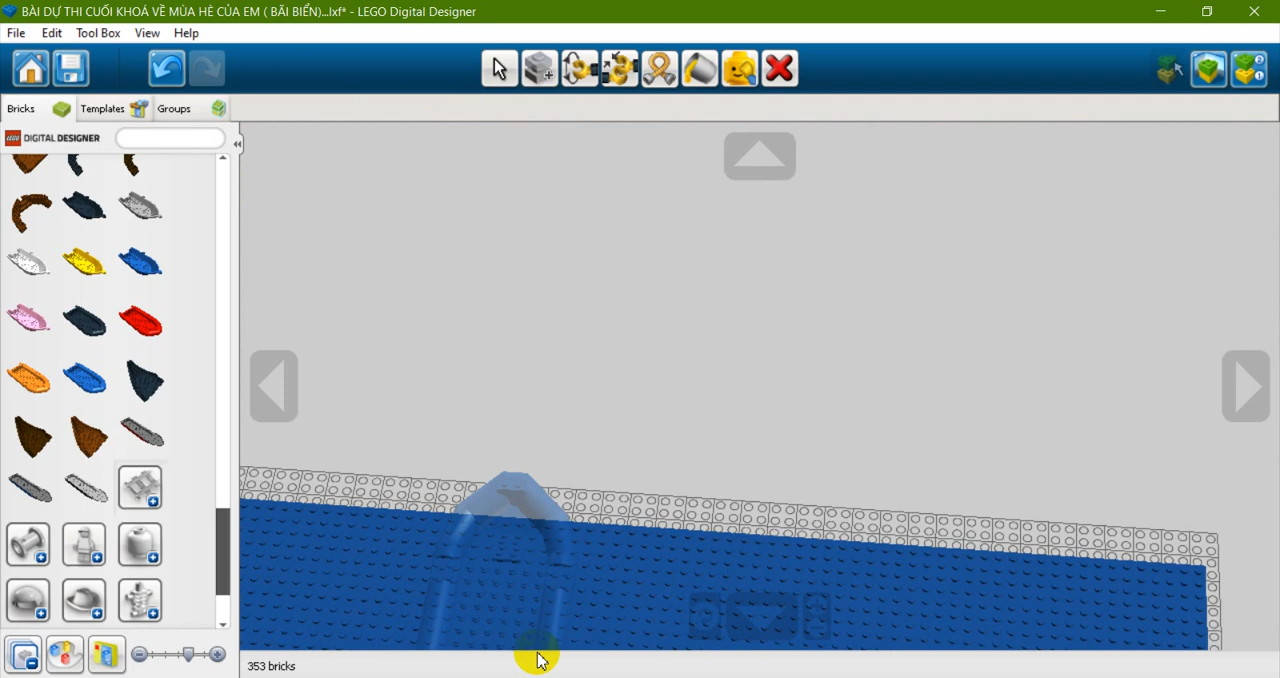 BÀI DỰ THI CUỐI KHOÁ VỀ MÙA HÈ CỦA EM ( BÃI BIỂN)...lxf* - LEGO Digital Designer
File Edit Tool Box View Help
Bricks Templates Groups
LEGO DIGITAL DESIGNER
353 bricks